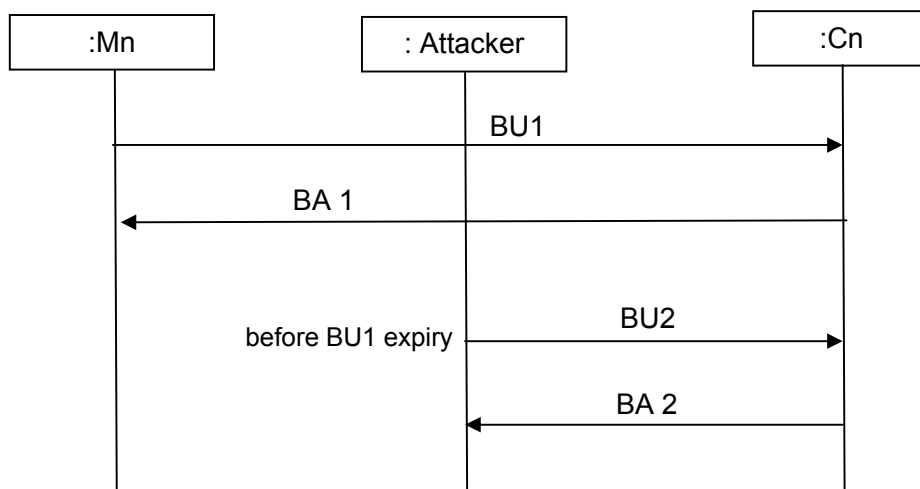 :Mn
: Attacker
:Cn
BU1
BA 1
before BU1 expiry
BU2
BA 2